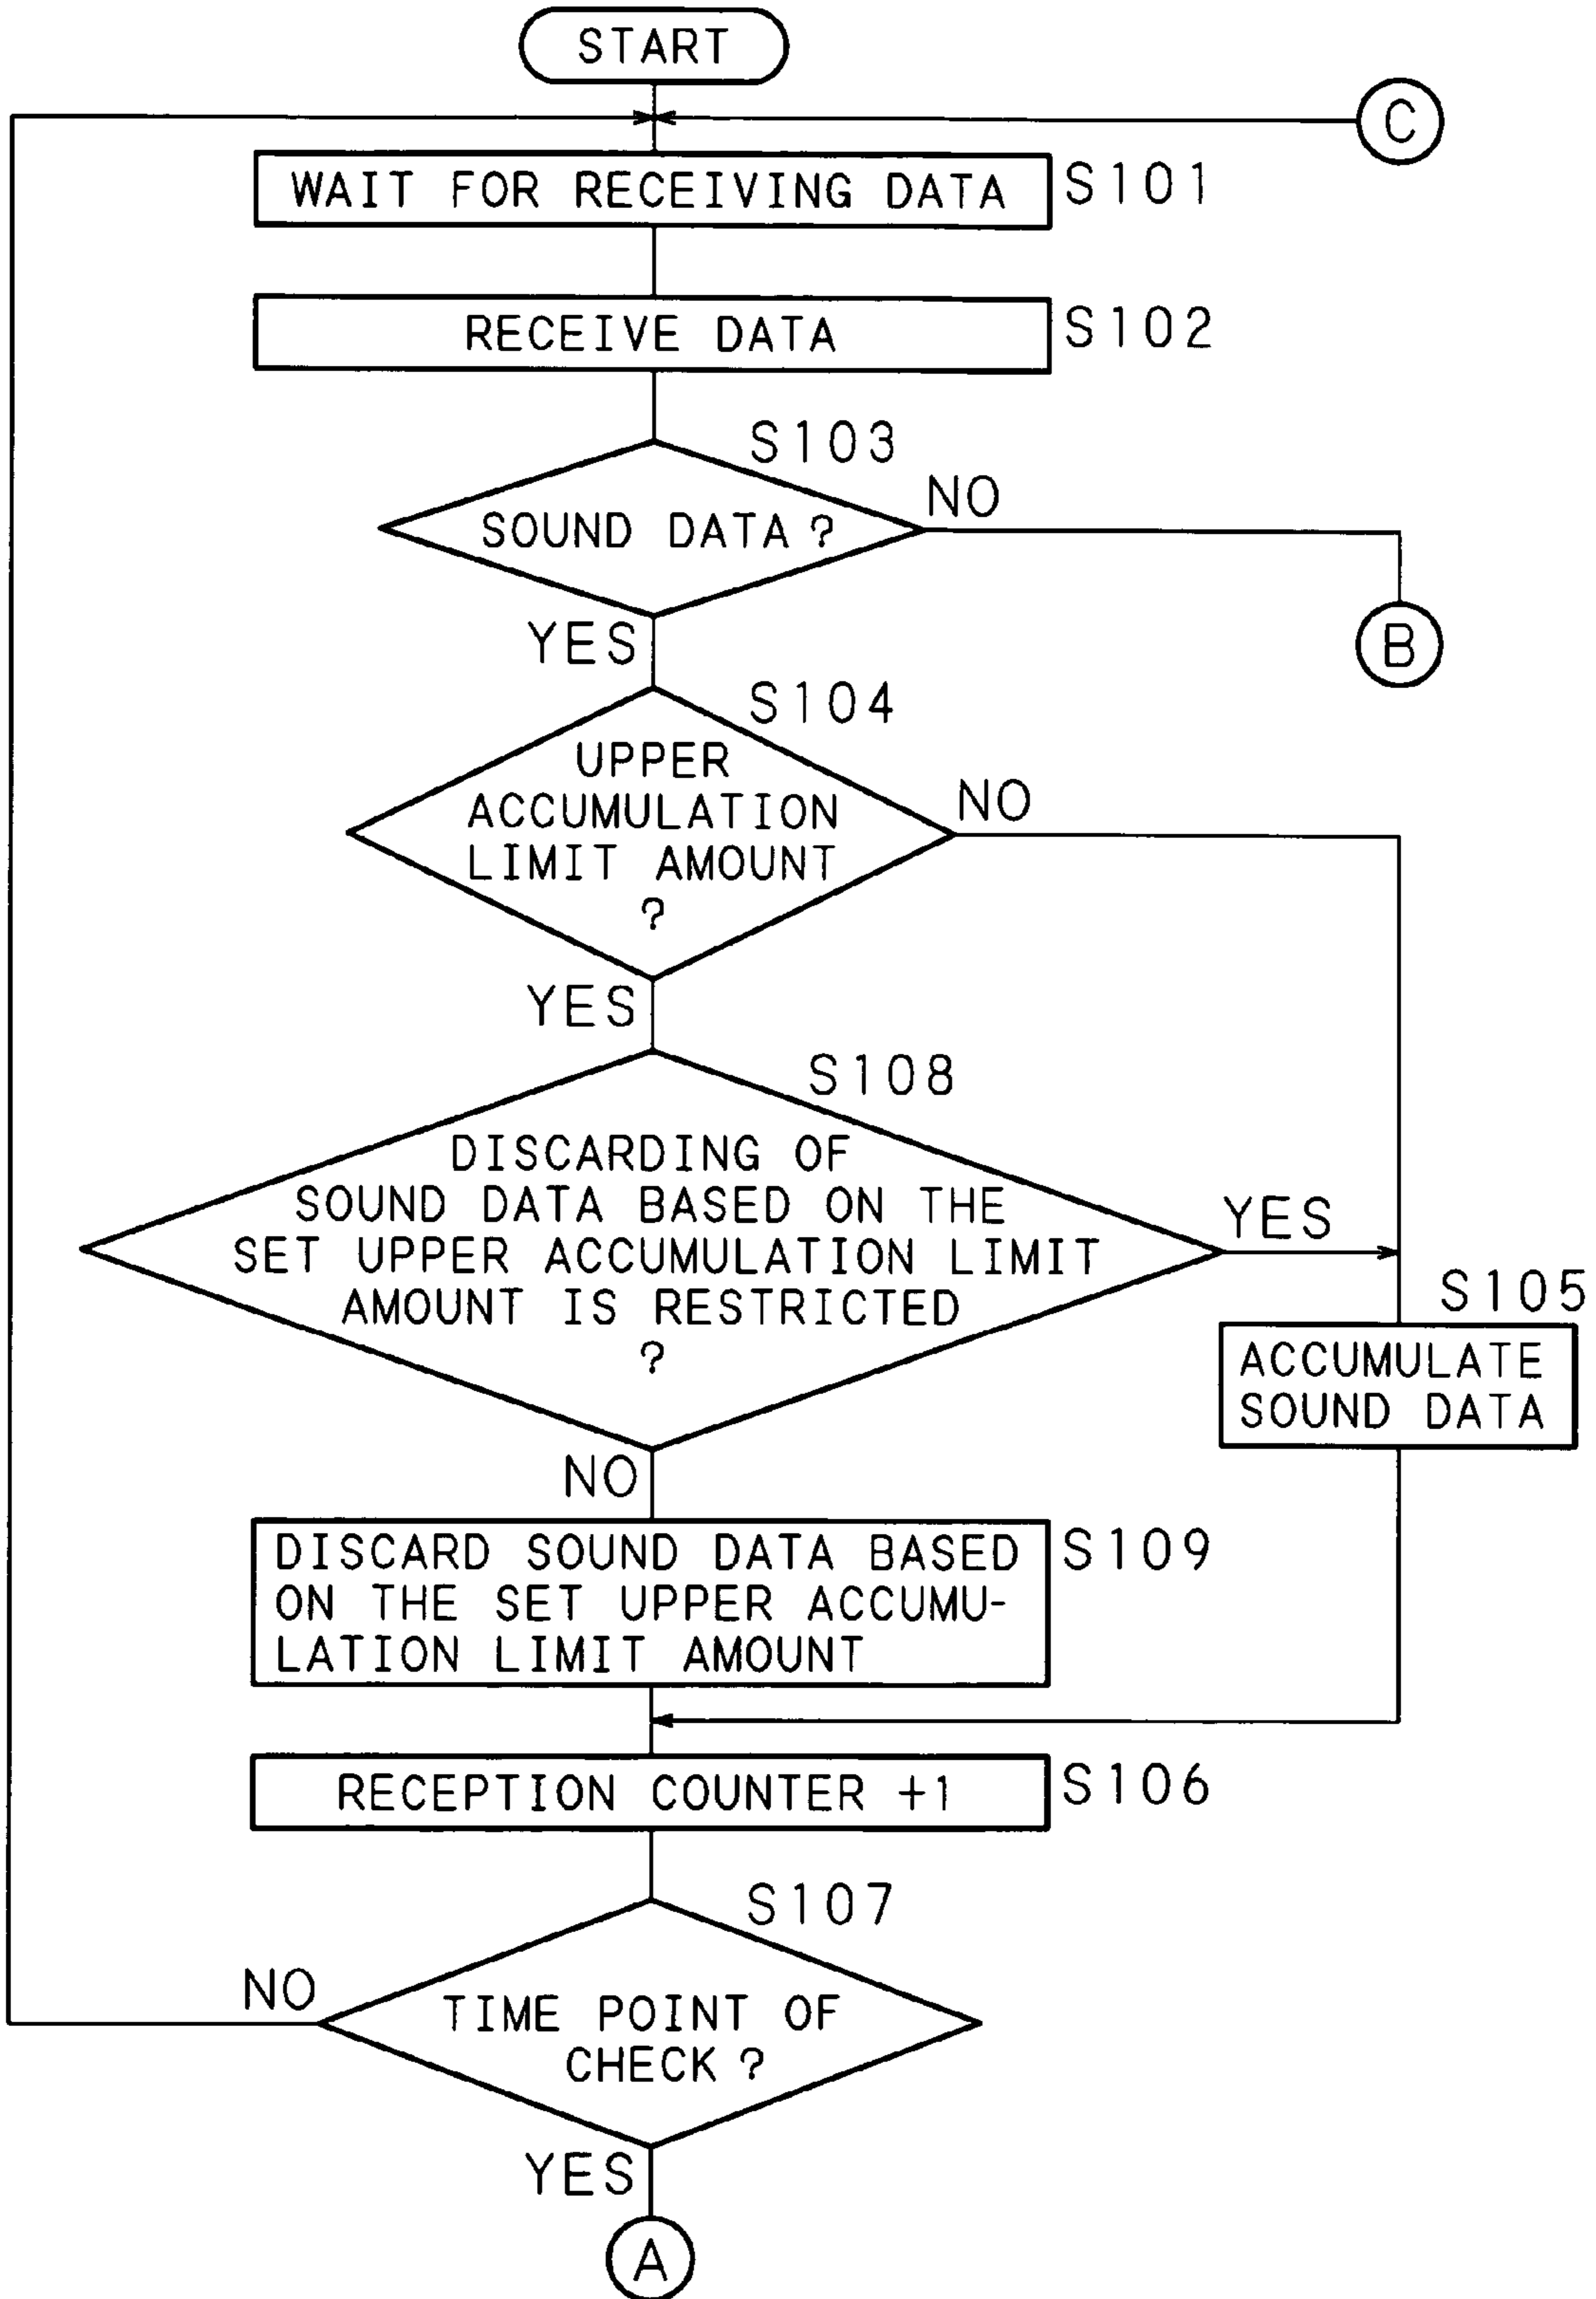 START
C
WAIT FOR RECEIVING DATA
S101
RECEIVE DATA
S102
S103
SOUND DATA?
NO
YES
B
S104
UPPER
ACCUMULATION
LIMIT AMOUNT
?
NO
YES
S108
DISCARDING OF
SOUND DATA BASED ON THE
SET UPPER ACCUMULATION LIMIT
AMOUNT IS RESTRICTED
?
YES
S105
ACCUMULATE
SOUND DATA
NO
DISCARD SOUND DATA BASED
ON THE SET UPPER ACCUMU-
LATION LIMIT AMOUNT
S109
RECEPTION COUNTER +1
S106
S107
NO
TIME POINT OF
CHECK?
YES
A